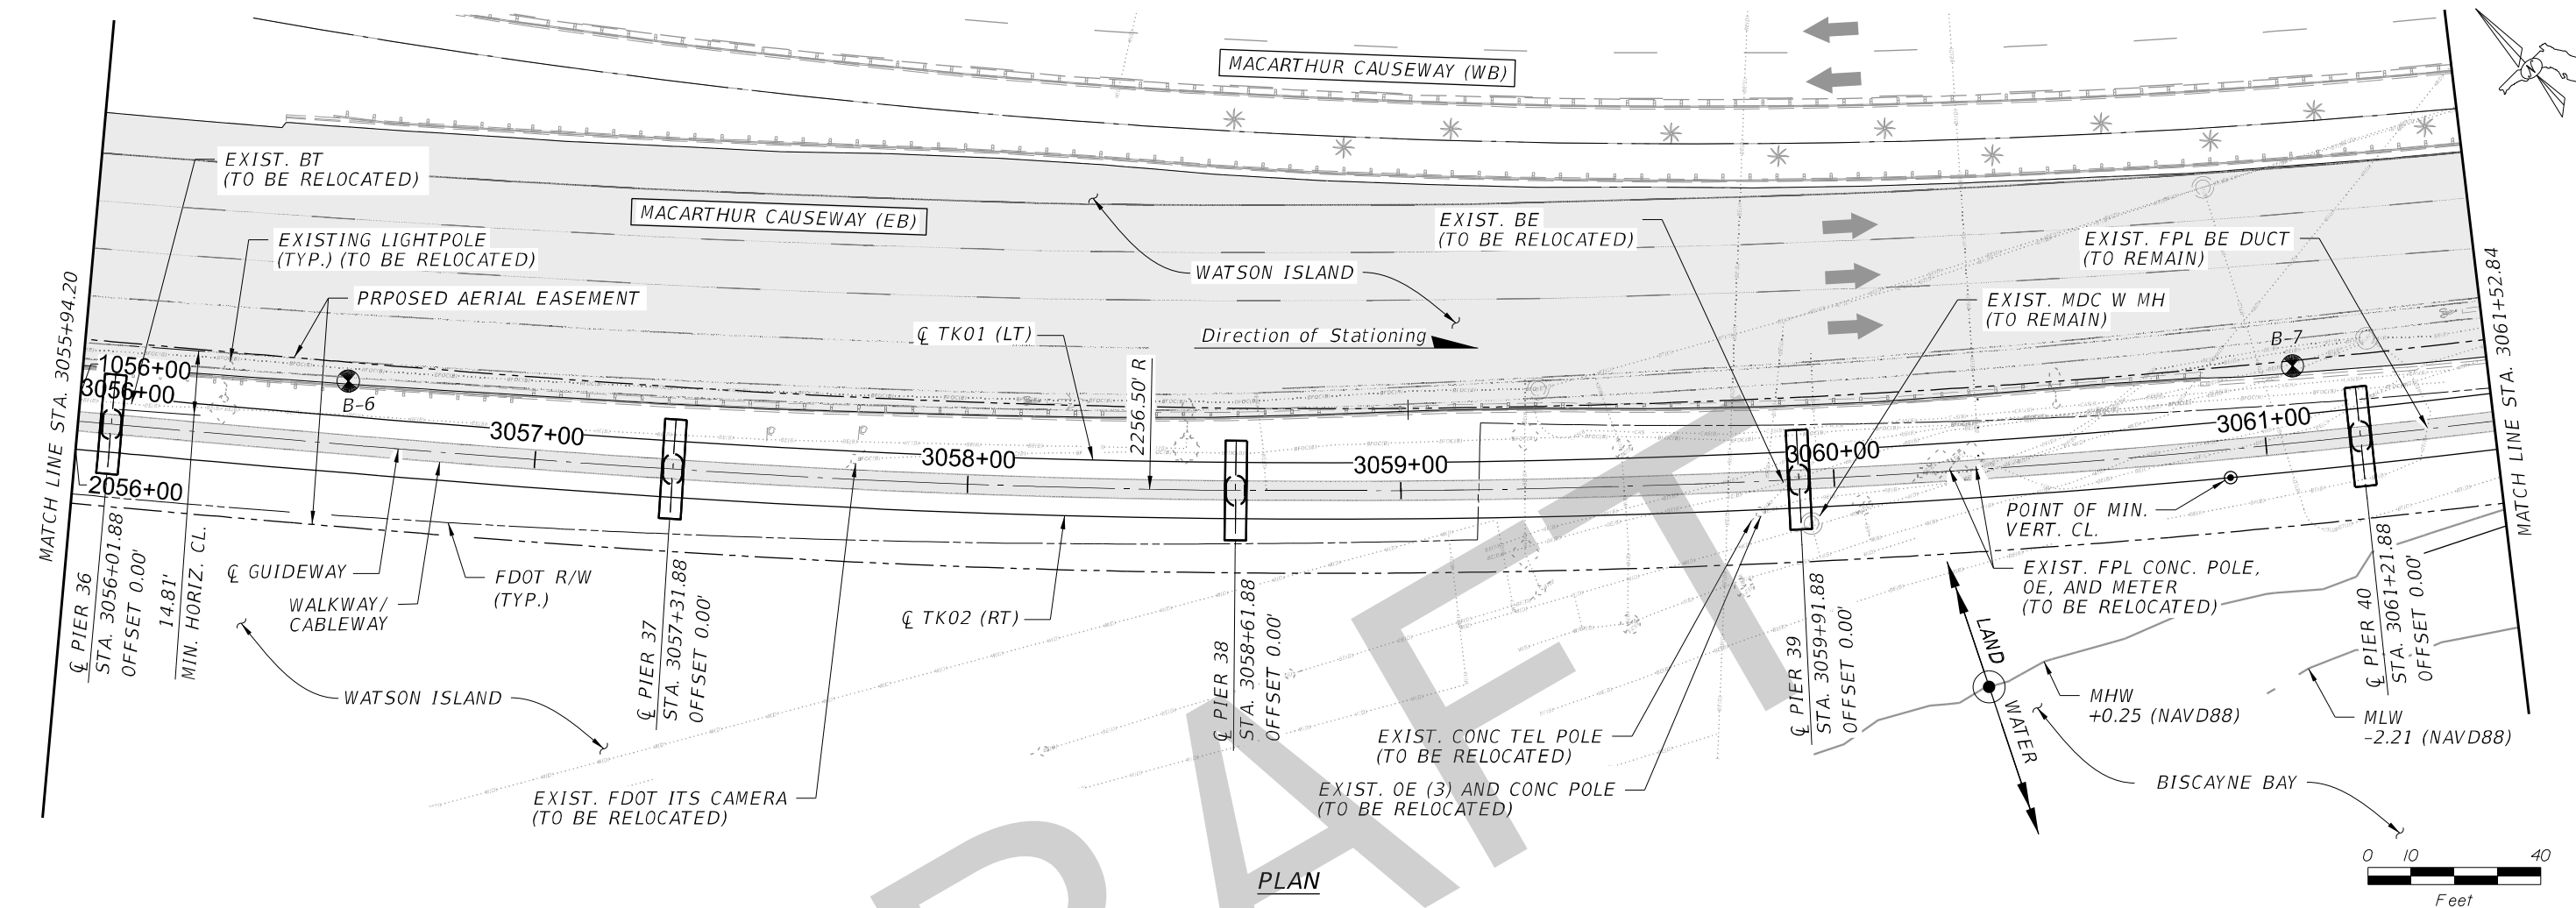 MACARTHUR CAUSEWAY (WB)
EXIST. BT
(TO BE RELOCATED)
MACARTHUR CAUSEWAY (EB)
EXIST. BE
(TO BE RELOCATED)
EXISTING LIGHTPOLE
(TYP.) (TO BE RELOCATED)
EXIST. FPL BE DUCT
(TO REMAIN)
WATSON ISLAND
PRPOSED AERIAL EASEMENT
EXIST. MDC W MH
(TO REMAIN)
℄ TK01 (LT)
Direction of Stationing
MATCH LINE STA. 3055+94.20
MATCH LINE STA. 3061+52.84
2256.50' R
B-7
1056+00
3056+00
B-6
3057+00
3058+00
3059+00
3060+00
3061+00
2056+00
POINT OF MIN.
VERT. CL.
℄ GUIDEWAY
FDOT R/W
(TYP.)
WALKWAY/
CABLEWAY
℄ TK02 (RT)
EXIST. FPL CONC. POLE,
OE, AND METER
(TO BE RELOCATED)
℄ PIER 36
STA. 3056+01.88
OFFSET 0.00'
14.81'
MIN. HORIZ. CL.
℄ PIER 37
STA. 3057+31.88
OFFSET 0.00'
℄ PIER 38
STA. 3058+61.88
OFFSET 0.00'
℄ PIER 39
STA. 3059+91.88
OFFSET 0.00'
℄ PIER 40
STA. 3061+21.88
OFFSET 0.00'
LAND
WATER
WATSON ISLAND
MHW
+0.25 (NAVD88)
MLW
-2.21 (NAVD88)
EXIST. CONC TEL POLE
(TO BE RELOCATED)
EXIST. OE (3) AND CONC POLE
(TO BE RELOCATED)
BISCAYNE BAY
EXIST. FDOT ITS CAMERA
(TO BE RELOCATED)
PLAN
0 10 40
Feet
N
RAFT